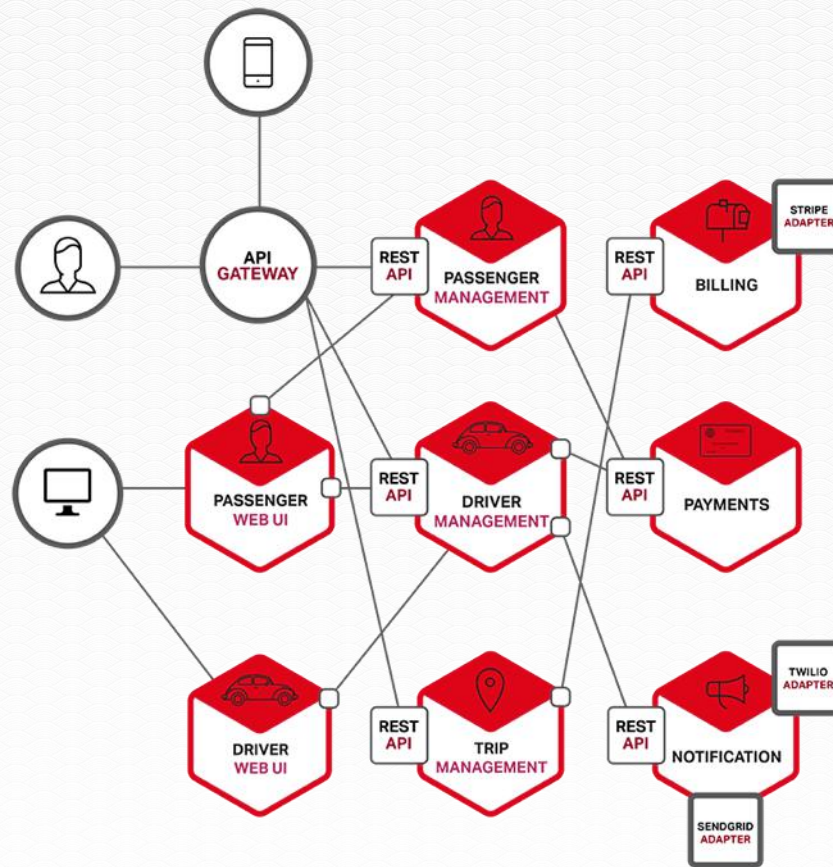 API
GATEWAY
REST
API
PASSENGER
MANAGEMENT
REST
API
BILLING
STRIPE
ADAPTER
PASSENGER
WEB UI
REST
API
DRIVER
MANAGEMENT
REST
API
PAYMENTS
DRIVER
WEB UI
REST
API
TRIP
MANAGEMENT
REST
API
NOTIFICATION
TWILIO
ADAPTER
SENDGRID
ADAPTER